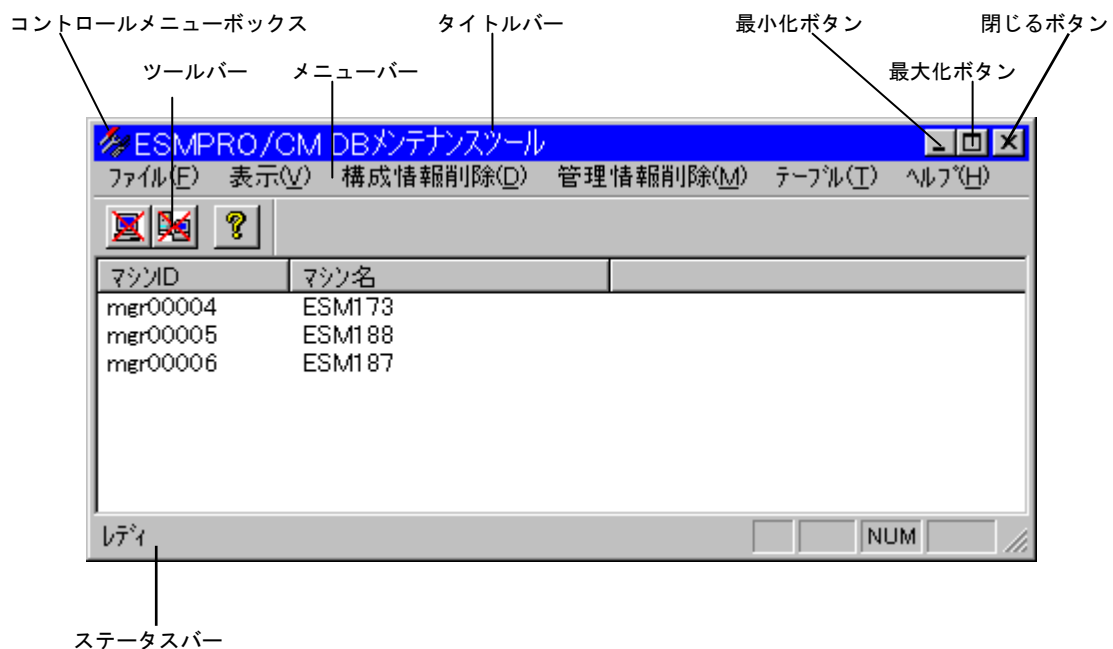 コントロールメニューボックス タイトルバー 最小化ボタン 閉じるボタン
ツールバー メニューバー 最大化ボタン
ESMPRO/CM DBメンテナンスツール
ファイル(F) 表示(V) 構成情報削除(D) 管理情報削除(M) テーブル(T) ヘルプ(H)
マシンID マシン名
mgr00004 ESM173
mgr00005 ESM188
mgr00006 ESM187
レディ NUM
ステータスバー